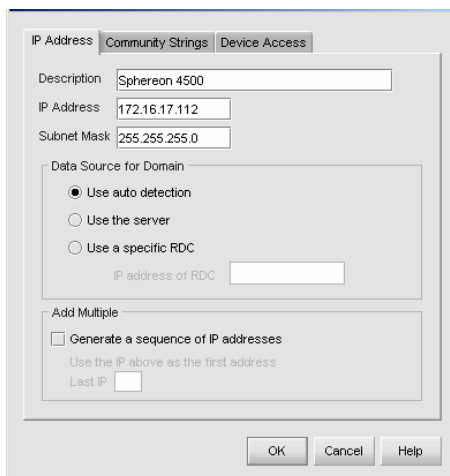 IP Address Community Strings Device Access
Description Sphereon 4500
IP Address 172.16.17.112
Subnet Mask 255.255.255.0
Data Source for Domain
Use auto detection
Use the server
Use a specific RDC
IP address of RDC
Add Multiple
Generate a sequence of IP addresses
Use the IP above as the first address
Last IP
OK Cancel Help